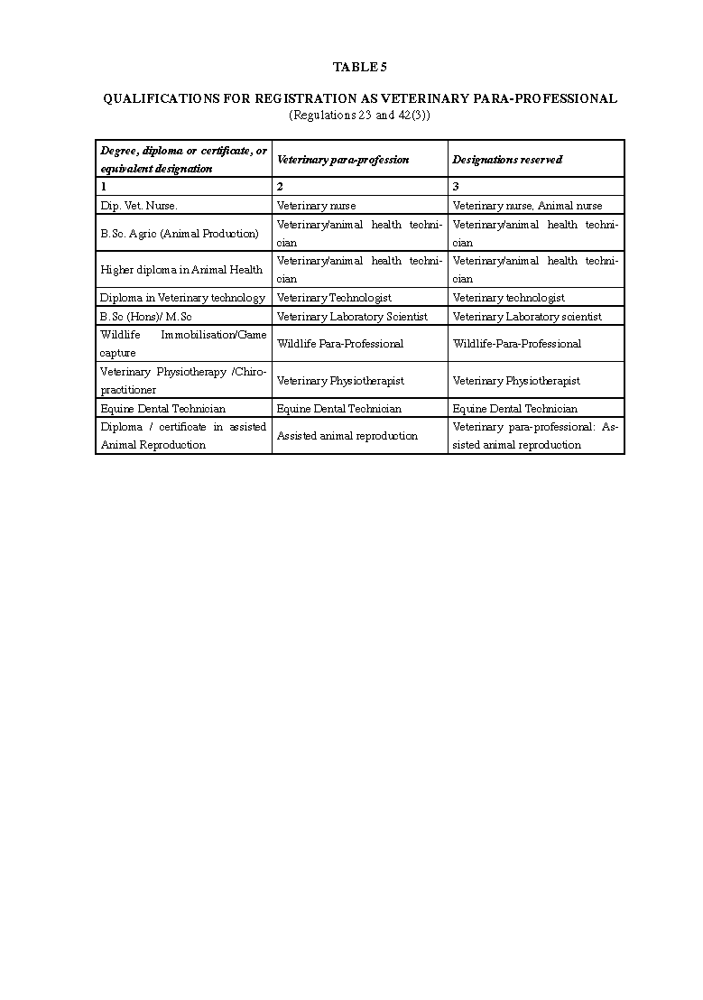 TABLE 5
QUALIFICATIONS FOR REGISTRATION AS VETERINARY PARA-PROFESSIONAL
(Regulations 23 and 42(3))
Degree, diploma or certificate, or
equivalent designation
Veterinary para-profession
Designations reserved
1
2
3
Dip. Vet. Nurse.
Veterinary nurse
Veterinary nurse, Animal nurse
B.Sc. Agric (Animal Production)
Veterinary/animal health techni-
cian
Veterinary/animal health techni-
cian
Higher diploma in Animal Health
Veterinary/animal health techni-
cian
Veterinary/animal health techni-
cian
Diploma in Veterinary technology
Veterinary Technologist
Veterinary technologist
B.Sc (Hons)/ M.Sc
Veterinary Laboratory Scientist
Veterinary Laboratory scientist
Wildlife Immobilisation/Game
capture
Wildlife Para-Professional
Wildlife-Para-Professional
Veterinary Physiotherapy /Chiro-
practitioner
Veterinary Physiotherapist
Veterinary Physiotherapist
Equine Dental Technician
Equine Dental Technician
Equine Dental Technician
Diploma / certificate in assisted
Animal Reproduction
Assisted animal reproduction
Veterinary para-professional: As-
sisted animal reproduction